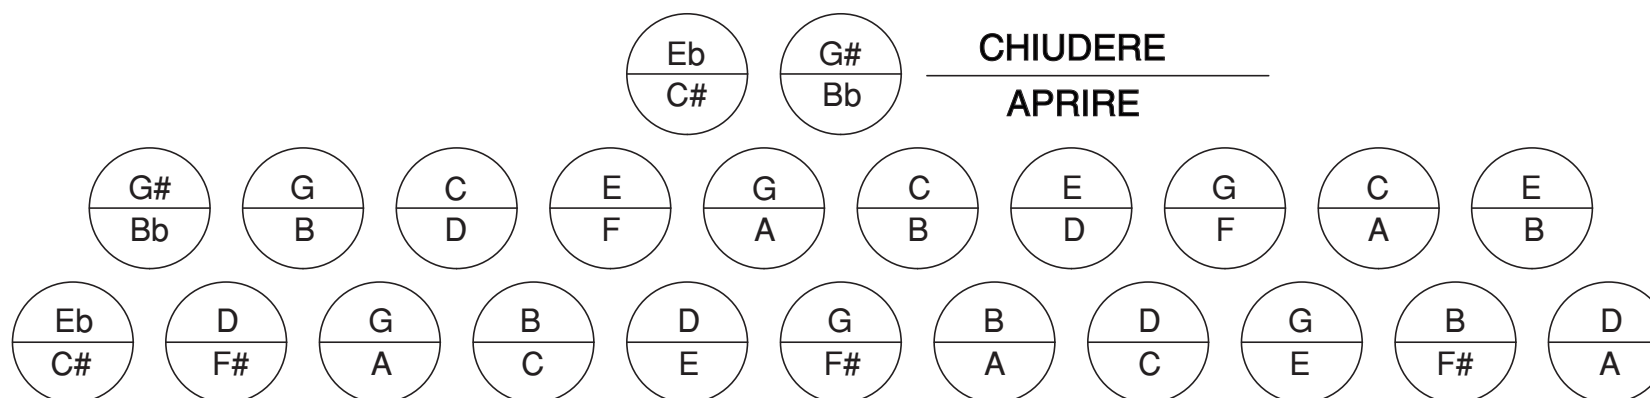 Eb G# CHIUDERE
C# Bb APRIRE
G# G C E G C E G C E
Bb B D F A B D F A B
Eb D G B D G B D G B D
C# F# A C E F# A C E F# A